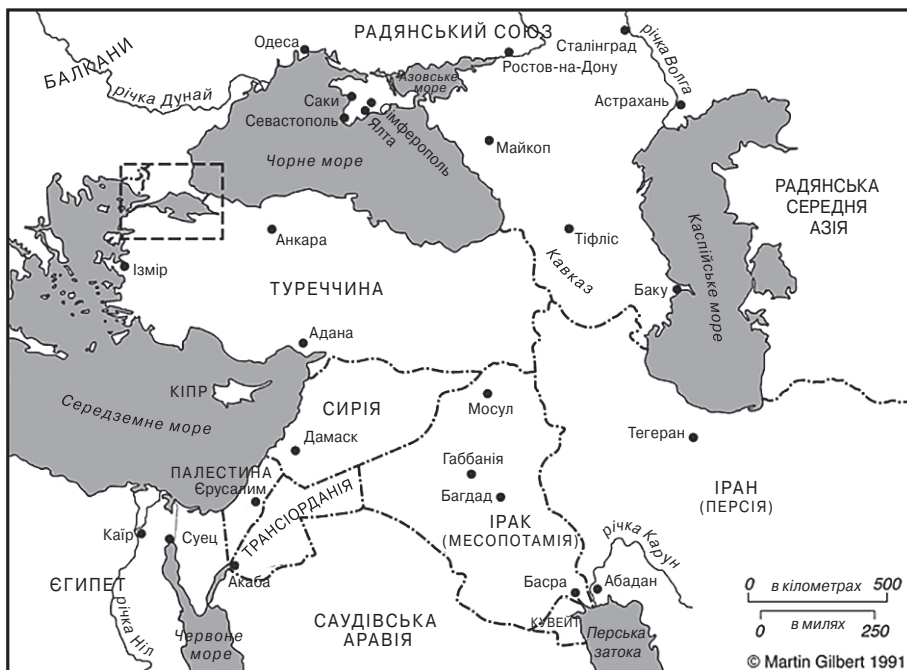 РАДЯНСЬКИЙ СОЮЗ
Одеса
Сталінград
річка Волга
БАЛКАНИ
Азовське
море
Ростов-на-Дону
річка Дунай
Саки
Севастополь
Ялта
Сімферополь
Астрахань
Майкоп
Чорне море
РАДЯНСЬКА
СЕРЕДНЯ
АЗІЯ
Анкара
Тіфліс
Кавказ
Каспійське море
Ізмір
ТУРЕЧЧИНА
Баку
Адана
КІПР
Середземне море
СИРІЯ
Мосул
Дамаск
Тегеран
ПАЛЕСТИНА
Єрусалим
ТРАНСІОРДАНІЯ
Габбанія
Багдад
ІРАН
(ПЕРСІЯ)
Каїр
Суец
ІРАК
(МЕСОПОТАМІЯ)
річка Карун
ЄГИПЕТ
Акаба
Басра
Абадан
річка Ніл
Червоне
море
САУДІВСЬКА
АРАВІЯ
КУВЕЙТ
Перська
затока
0 в кілометрах 500
0 в милях 250
© Martin Gilbert 1991